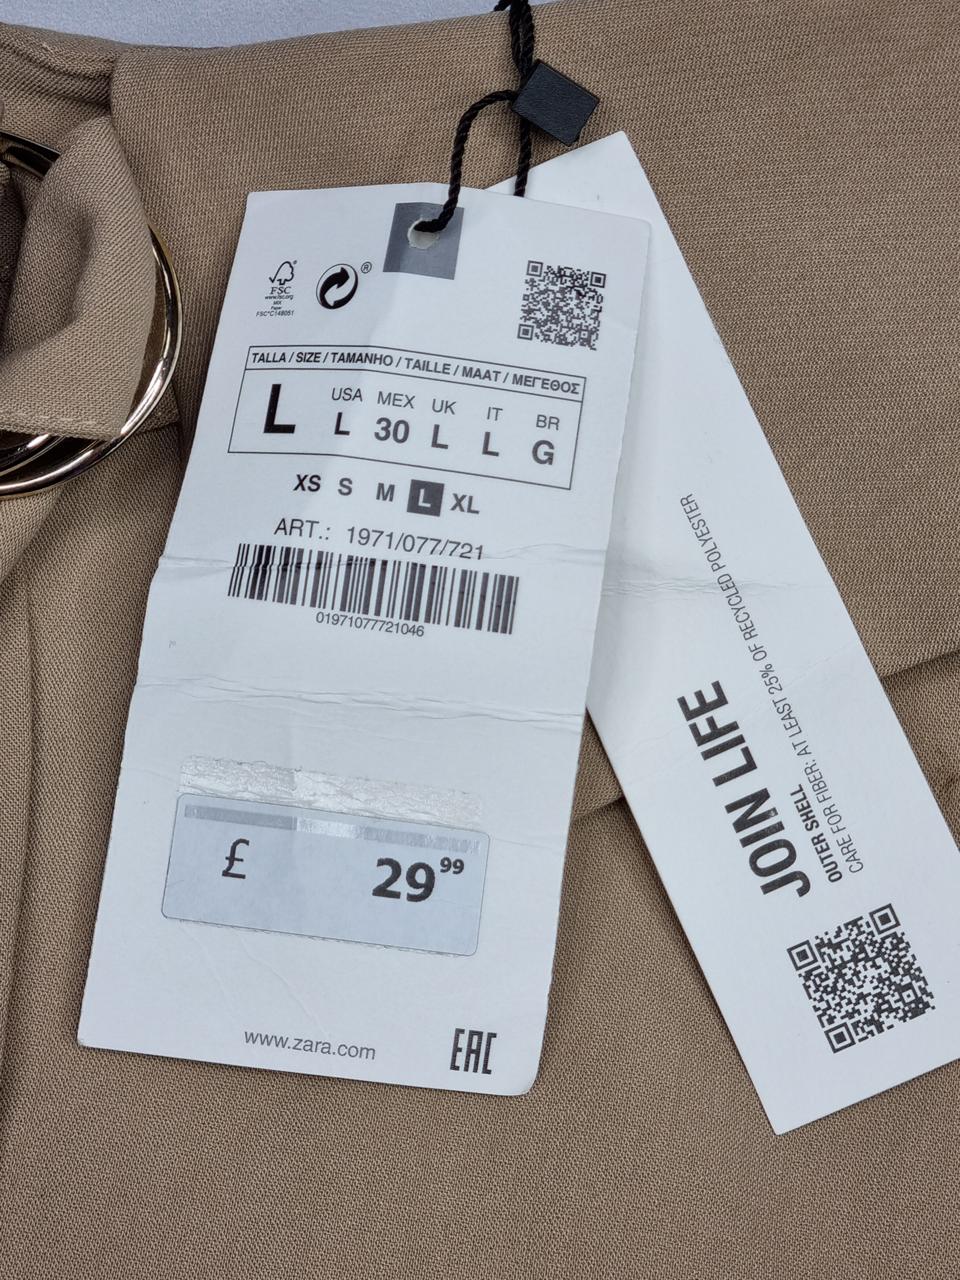 FSC®
www.fsc.org
MIX
Paper
FSC®C148051
®
TALLA / SIZE / TAMANHO / TAILLE / MAAT / ΜΕΓΕΘΟΣ
L USA MEX UK IT BR
L 30 L L G
XS S M L XL
ART.: 1971/077/721
01971077721046
£ 29⁹⁹
www.zara.com
EAC
JOIN LIFE
OUTER SHELL
CARE FOR FIBER: AT LEAST 25% OF RECYCLED POLYESTER